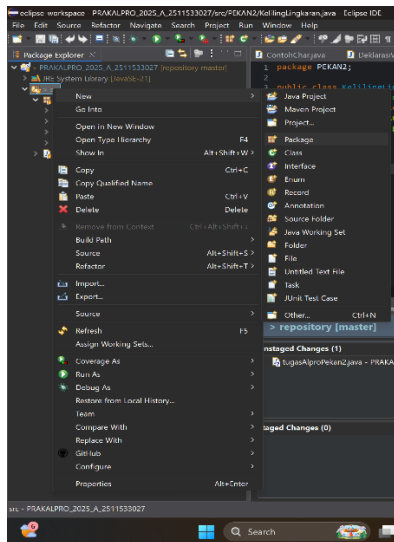 eclipse workspace - PRAKALPRO_2025_A_2511533027/src/PEKAN2/KelilingLingkaran.java - Eclipse IDE
File Edit Source Refactor Navigate Search Project Run Window Help
Package Explorer
ContohChar.java
PRAKALPRO_2025_A_2511533027 [repository master]
JRE System Library [JavaSE-21]
1 package PEKAN2;
2
3 public class
New
Go Into
Open in New Window
Open Type Hierarchy F4
Show In Alt+Shift+W >
Copy Ctrl+C
Copy Qualified Name
Paste Ctrl+V
Delete Delete
Remove from Context
Build Path
Source Alt+Shift+S >
Refactor Alt+Shift+T >
Import...
Export...
Source
Refresh F5
Assign Working Sets...
Coverage As
Run As
Debug As
Restore from Local History...
Team
Compare With
Replace With
GitHub
Configure
Properties Alt+Enter
Java Project
Maven Project
Project...
Package
Class
Interface
Enum
Record
Annotation
Source Folder
Java Working Set
Folder
File
Untitled Text File
Task
JUnit Test Case
Other... Ctrl+N
> repository [master]
nstaged Changes (1)
tugasAlproPekan2.java - PRAKA
taged Changes (0)
src - PRAKALPRO_2025_A_2511533027
Search